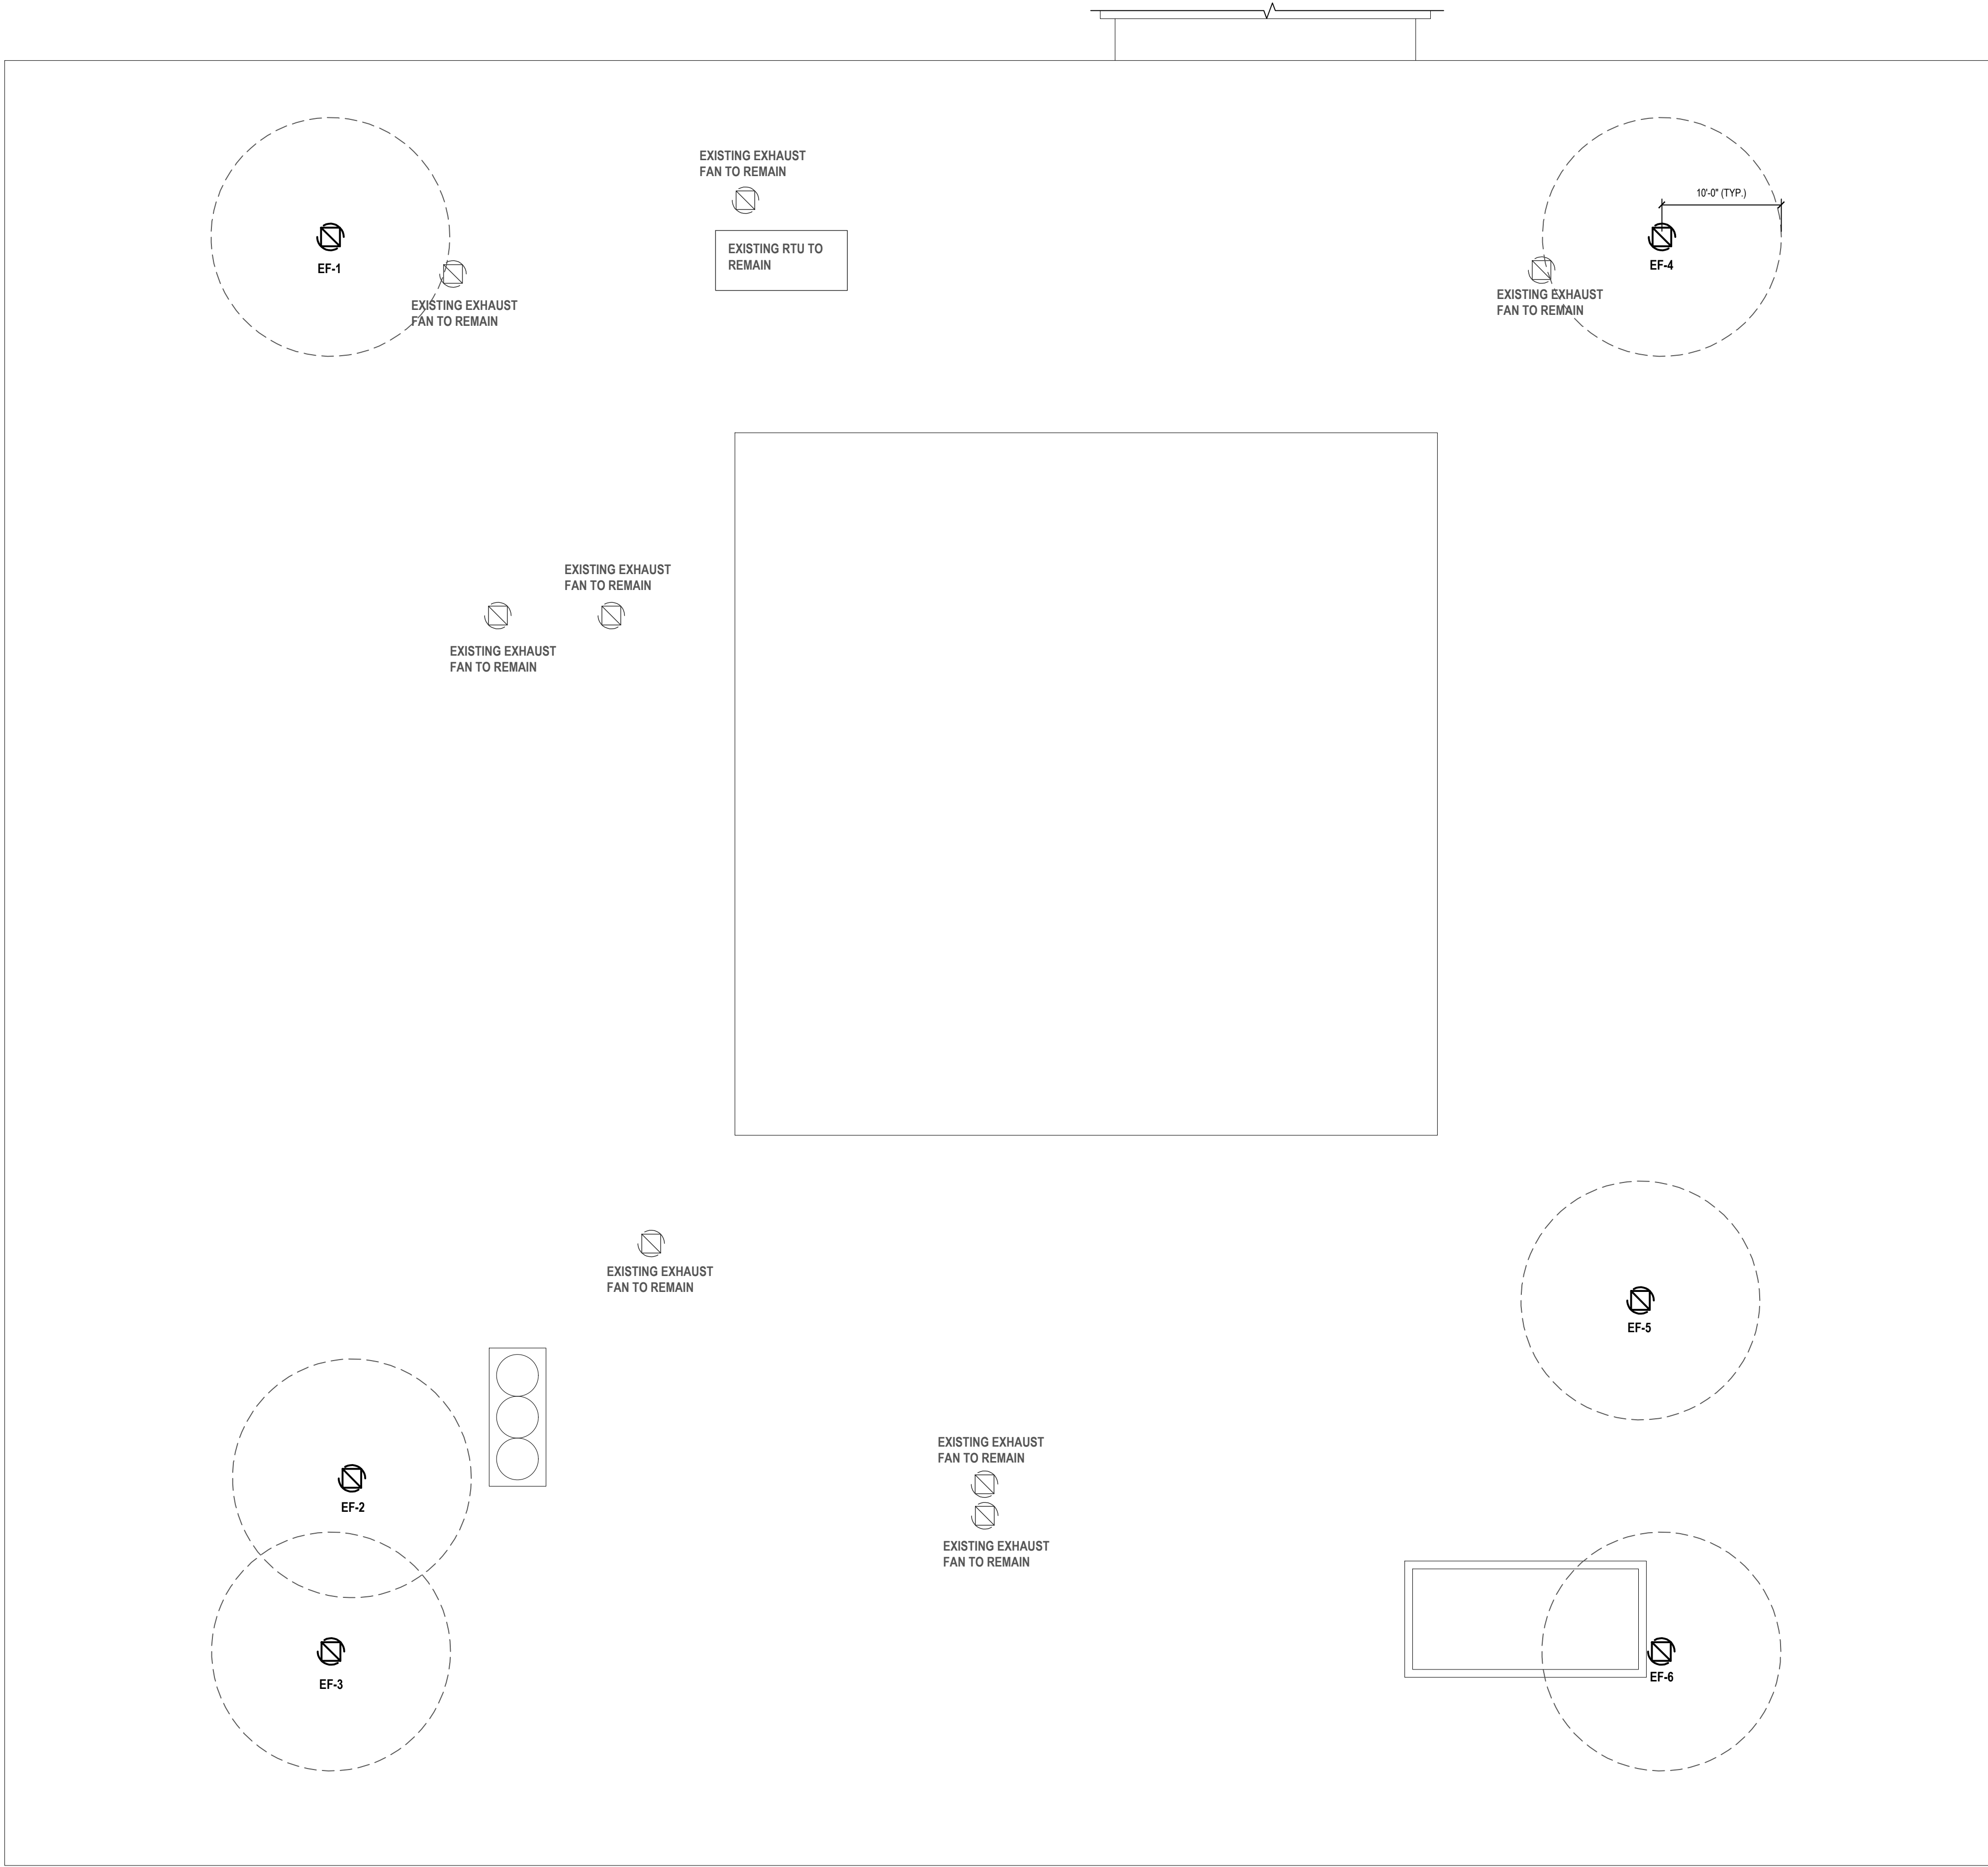 EXISTING EXHAUST
FAN TO REMAIN
10'-0" (TYP.)
EXISTING RTU TO
REMAIN
EF-1
EF-4
EXISTING EXHAUST
FAN TO REMAIN
EXISTING EXHAUST
FAN TO REMAIN
EXISTING EXHAUST
FAN TO REMAIN
EXISTING EXHAUST
FAN TO REMAIN
EXISTING EXHAUST
FAN TO REMAIN
EF-5
EXISTING EXHAUST
FAN TO REMAIN
EF-2
EXISTING EXHAUST
FAN TO REMAIN
EF-3
EF-6